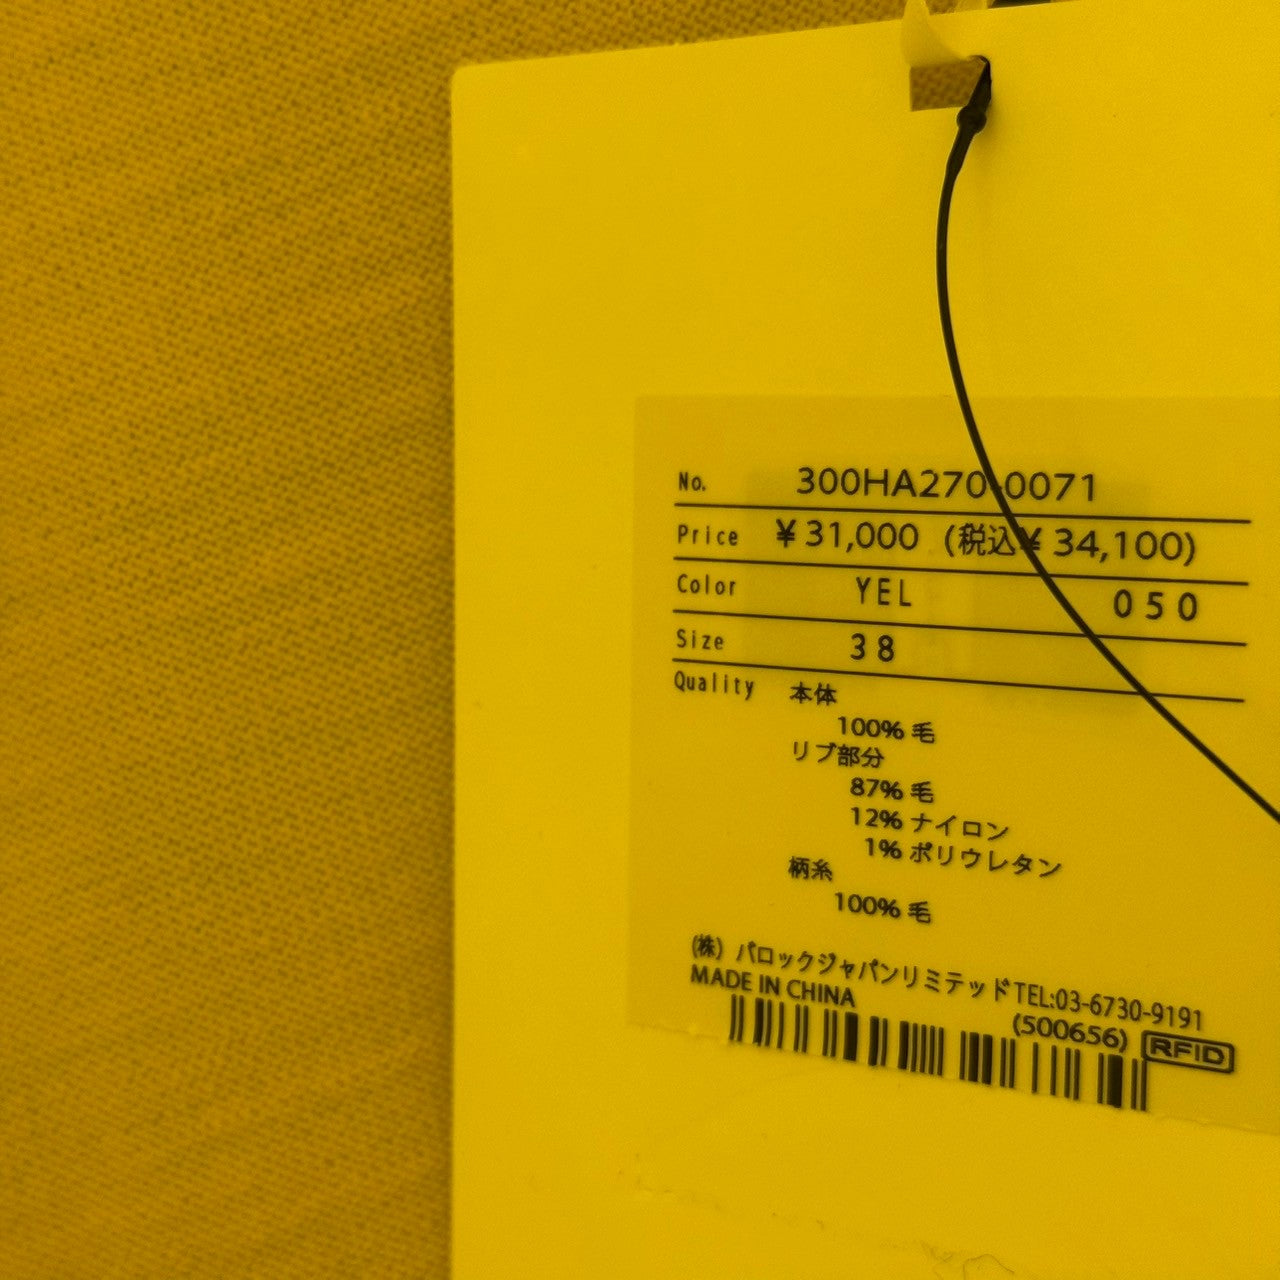 No. 300HA270-0071
Price ¥31,000 (税込¥34,100)
Color YEL 050
Size 38
Quality 本体
100% 毛
リブ部分
87% 毛
12% ナイロン
1% ポリウレタン
柄糸
100% 毛
(株) バロックジャパンリミテッド TEL:03-6730-9191
MADE IN CHINA
(500656) RFID